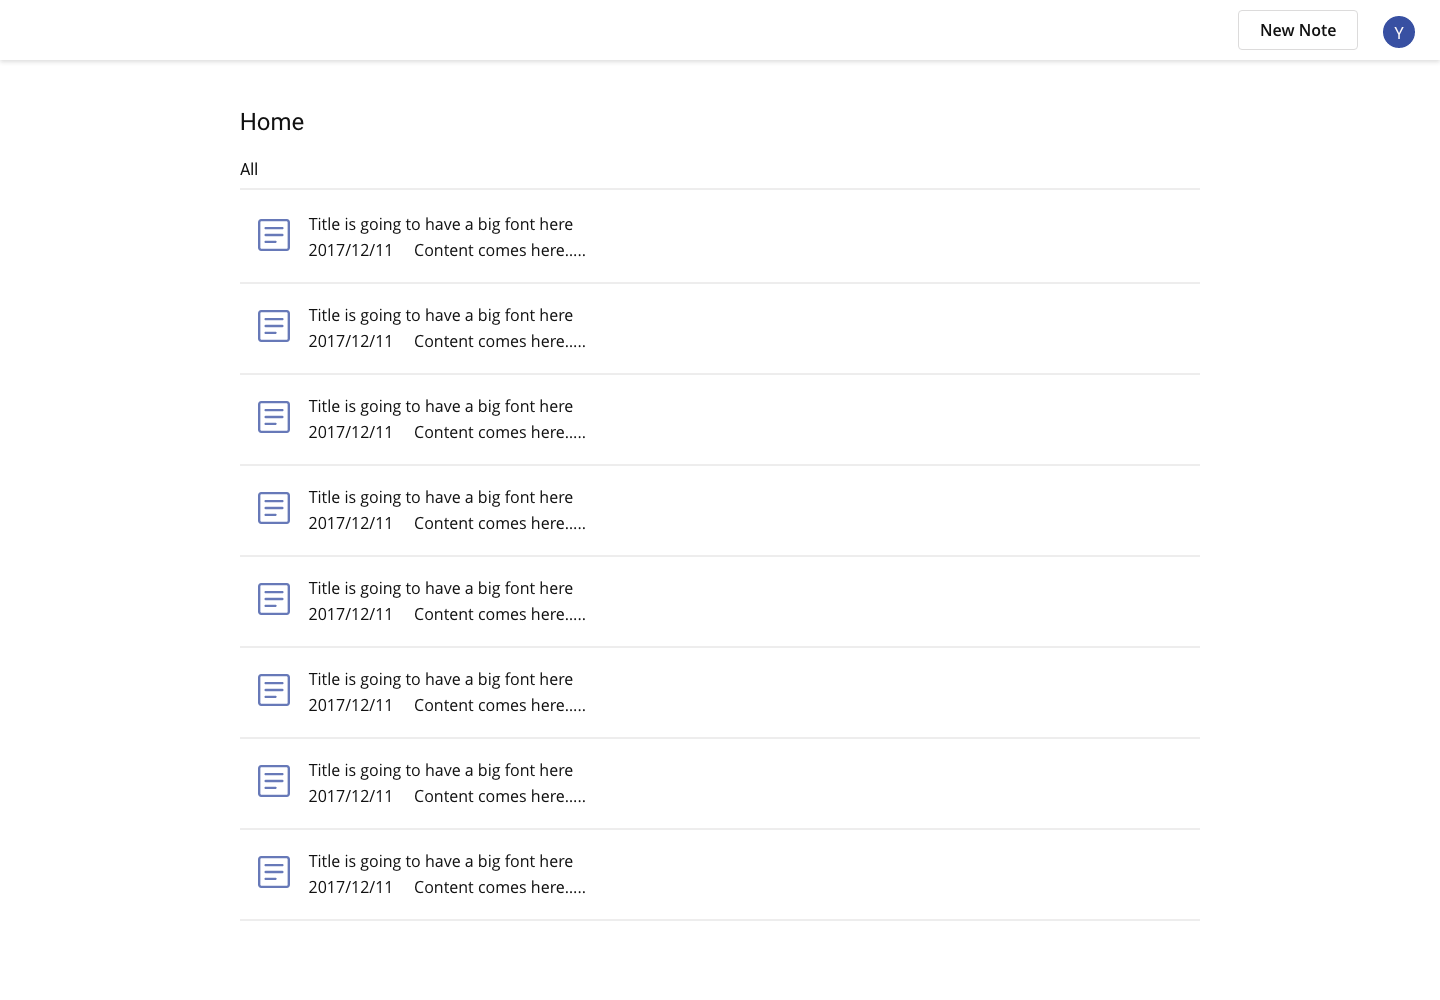 New Note
Y
Home
All
Title is going to have a big font here
2017/12/11 Content comes here.....
Title is going to have a big font here
2017/12/11 Content comes here.....
Title is going to have a big font here
2017/12/11 Content comes here.....
Title is going to have a big font here
2017/12/11 Content comes here.....
Title is going to have a big font here
2017/12/11 Content comes here.....
Title is going to have a big font here
2017/12/11 Content comes here.....
Title is going to have a big font here
2017/12/11 Content comes here.....
Title is going to have a big font here
2017/12/11 Content comes here.....